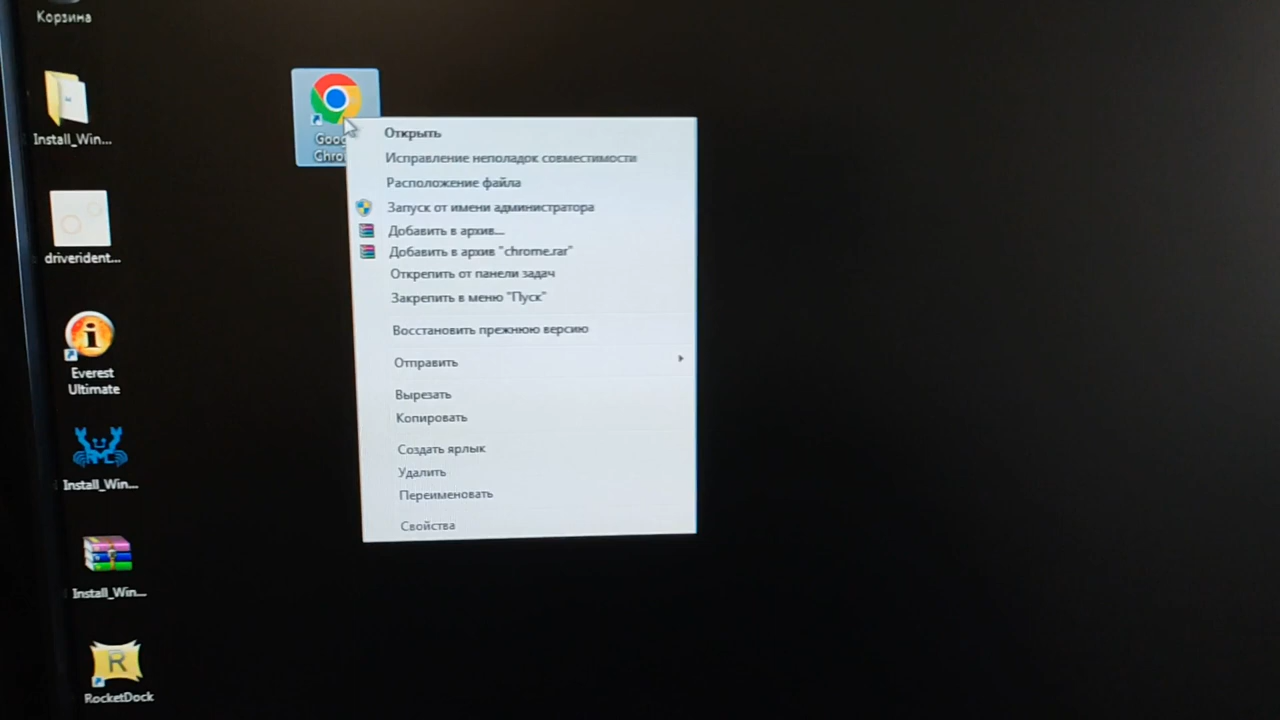 Корзина
Install_Win...
driverident...
Everest
Ultimate
Install_Win...
Install_Win...
RocketDock
Открыть
Исправление неполадок совместимости
Расположение файла
Запуск от имени администратора
Добавить в архив...
Добавить в архив "chrome.rar"
Открепить от панели задач
Закрепить в меню "Пуск"
Восстановить прежнюю версию
Отправить
Вырезать
Копировать
Создать ярлык
Удалить
Переименовать
Свойства